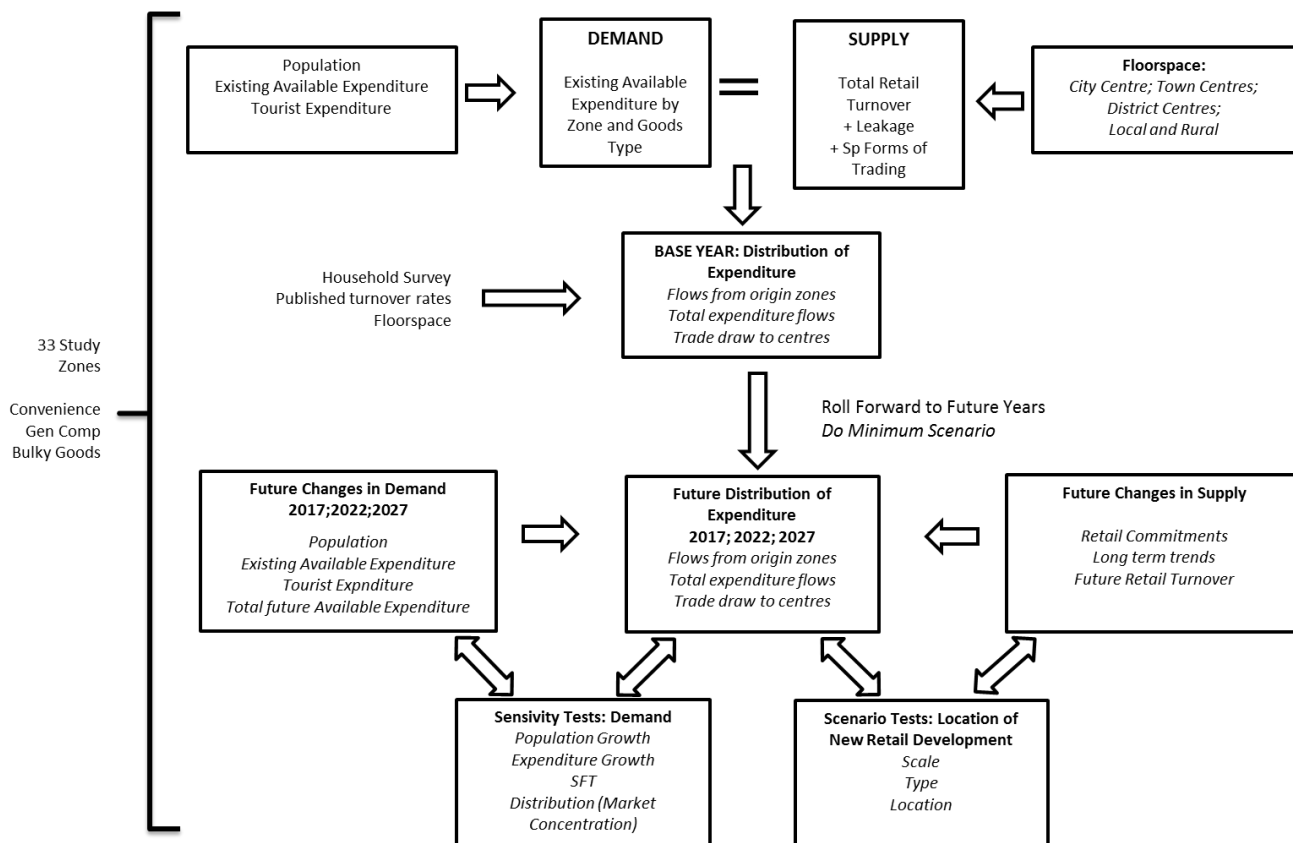 Population
Existing Available Expenditure
Tourist Expenditure
DEMAND
Existing Available
Expenditure by
Zone and Goods
Type
=
SUPPLY
Total Retail
Turnover
+ Leakage
+ Sp Forms of
Trading
Floorspace:
City Centre; Town Centres;
District Centres;
Local and Rural
BASE YEAR: Distribution of
Expenditure
Flows from origin zones
Total expenditure flows
Trade draw to centres
Household Survey
Published turnover rates
Floorspace
33 Study
Zones
Convenience
Gen Comp
Bulky Goods
Roll Forward to Future Years
Do Minimum Scenario
Future Changes in Demand
2017;2022;2027
Population
Existing Available Expenditure
Tourist Expnditure
Total future Available Expenditure
Future Distribution of
Expenditure
2017; 2022; 2027
Flows from origin zones
Total expenditure flows
Trade draw to centres
Future Changes in Supply
Retail Commitments
Long term trends
Future Retail Turnover
Sensivity Tests: Demand
Population Growth
Expenditure Growth
SFT
Distribution (Market
Concentration)
Scenario Tests: Location of
New Retail Development
Scale
Type
Location